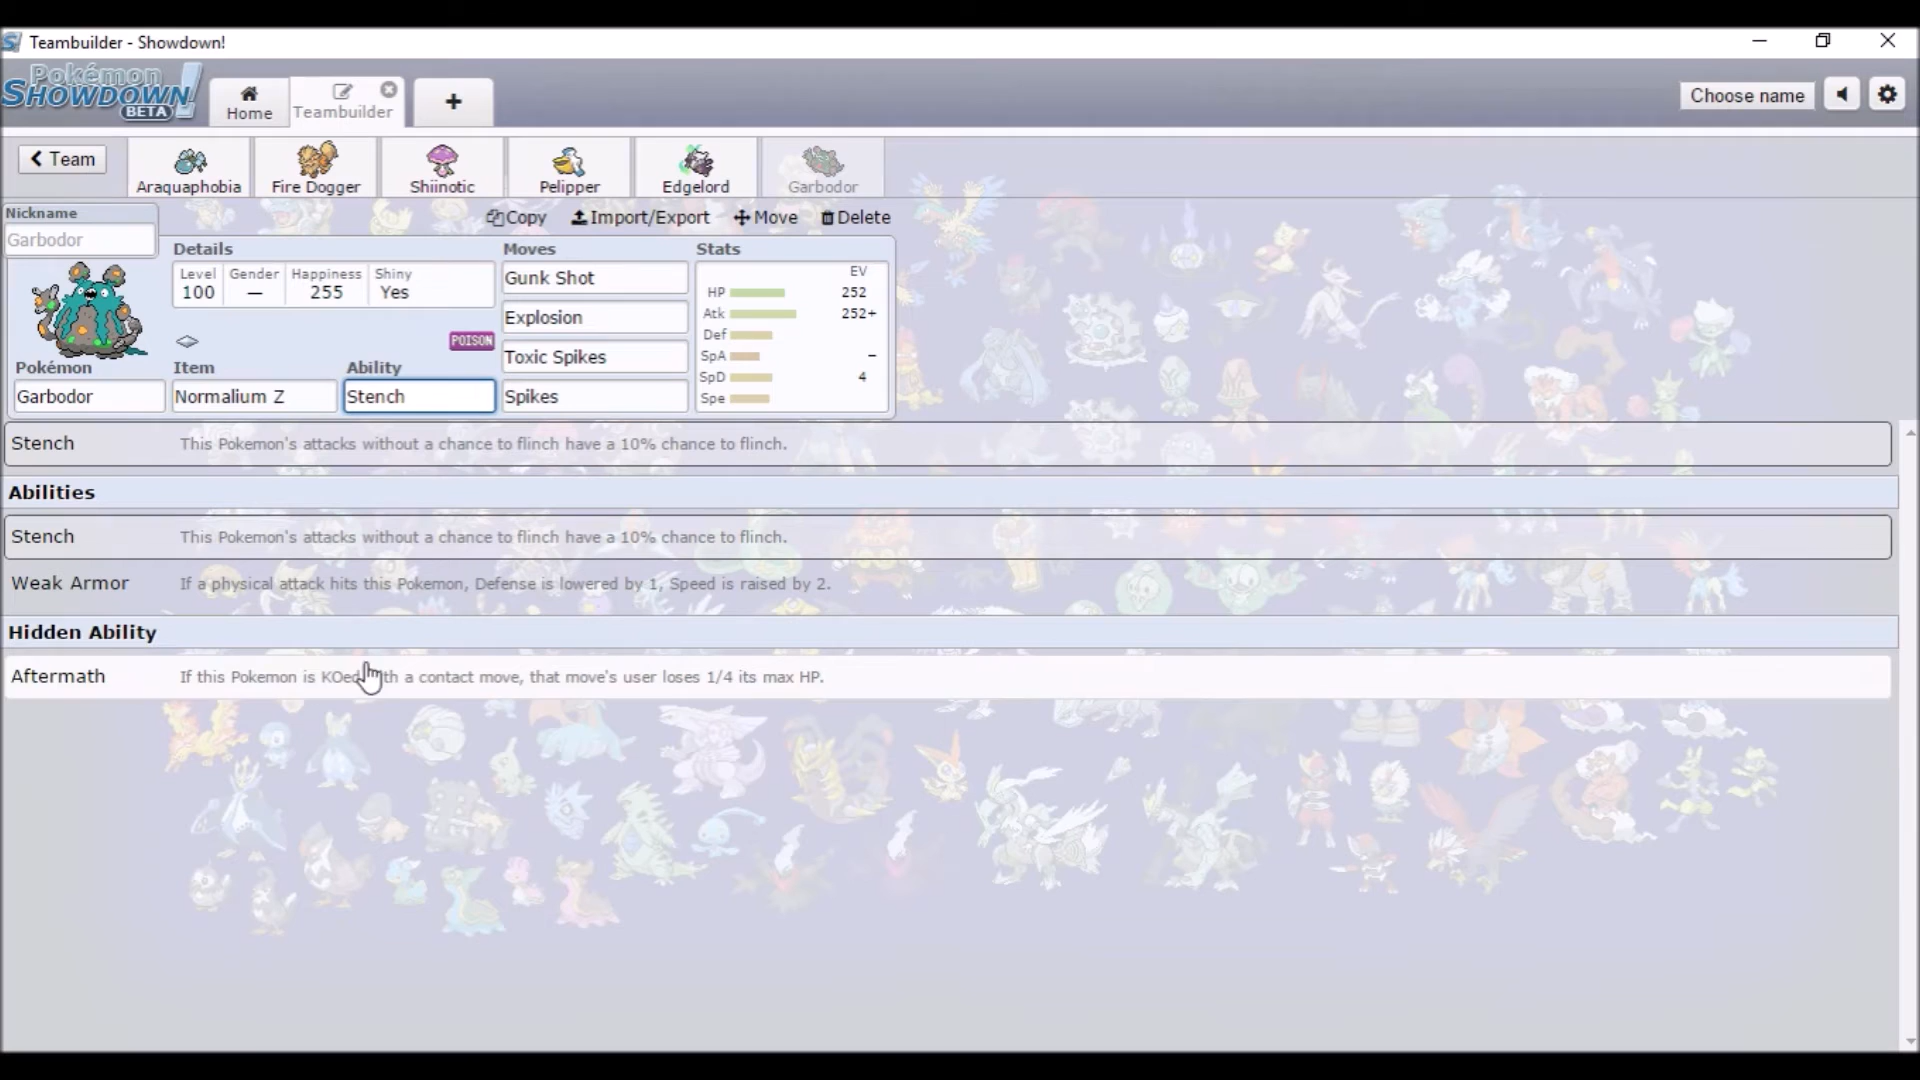 Teambuilder - Showdown!
Pokémon
SHOWDOWN!
BETA
Home
Teambuilder
+
Choose name
Team
Araquaphobia
Fire Dogger
Shiinotic
Pelipper
Edgelord
Garbodor
Nickname
Garbodor
Copy
Import/Export
Move
Delete
Details
Moves
Stats
Level
Gender
Happiness
Shiny
100
—
255
Yes
POISON
Pokémon
Item
Ability
Garbodor
Normalium Z
Stench
Gunk Shot
Explosion
Toxic Spikes
Spikes
EV
HP 252
Atk 252+
Def
SpA –
SpD 4
Spe
Stench This Pokemon's attacks without a chance to flinch have a 10% chance to flinch.
Abilities
Stench This Pokemon's attacks without a chance to flinch have a 10% chance to flinch.
Weak Armor If a physical attack hits this Pokemon, Defense is lowered by 1, Speed is raised by 2.
Hidden Ability
Aftermath If this Pokemon is KOed with a contact move, that move's user loses 1/4 its max HP.